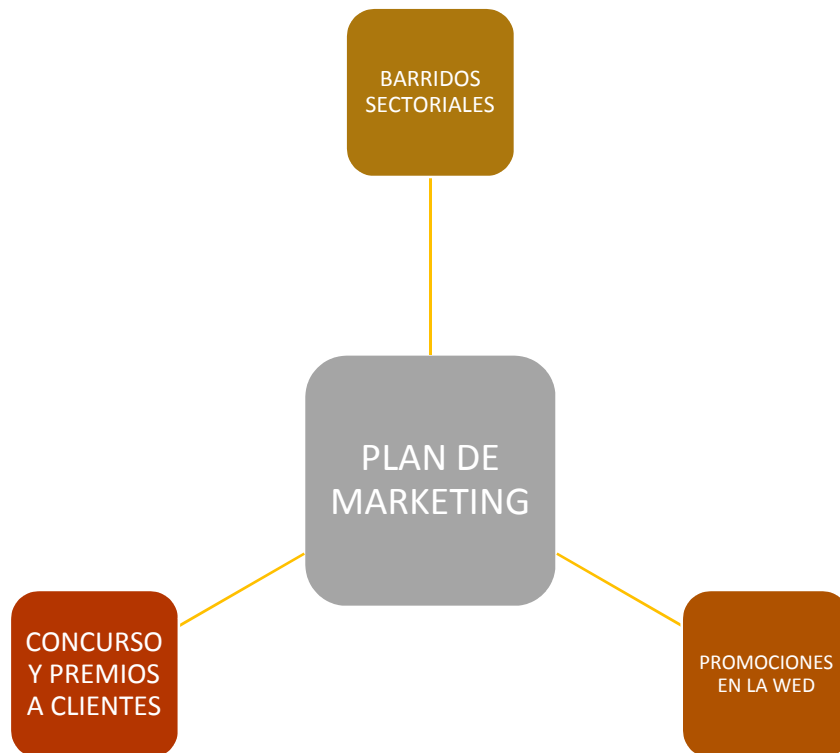 BARRIDOS
SECTORIALES
PLAN DE
MARKETING
CONCURSO
Y PREMIOS
A CLIENTES
PROMOCIONES
EN LA WED